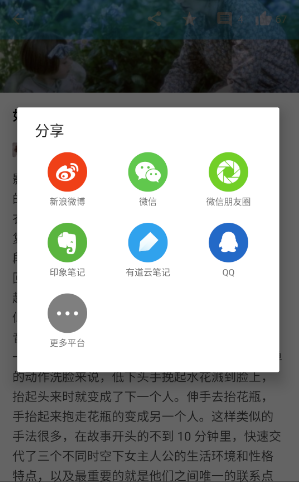 分享
新浪微博
微信
微信朋友圈
印象笔记
有道云笔记
QQ
更多平台
的动作洗脸来说，低下头手挽起水花溅到脸上，
抬起头来时就变成了下一个人。伸手去抬花瓶，
手抬起来抱走花瓶的变成另一个人。这样类似的
手法很多，在故事开头的不到 10 分钟里，快速交
代了三个不同时空下女主人公的生活环境和性格
特点，以及最重要的就是他们之间唯一的联系点